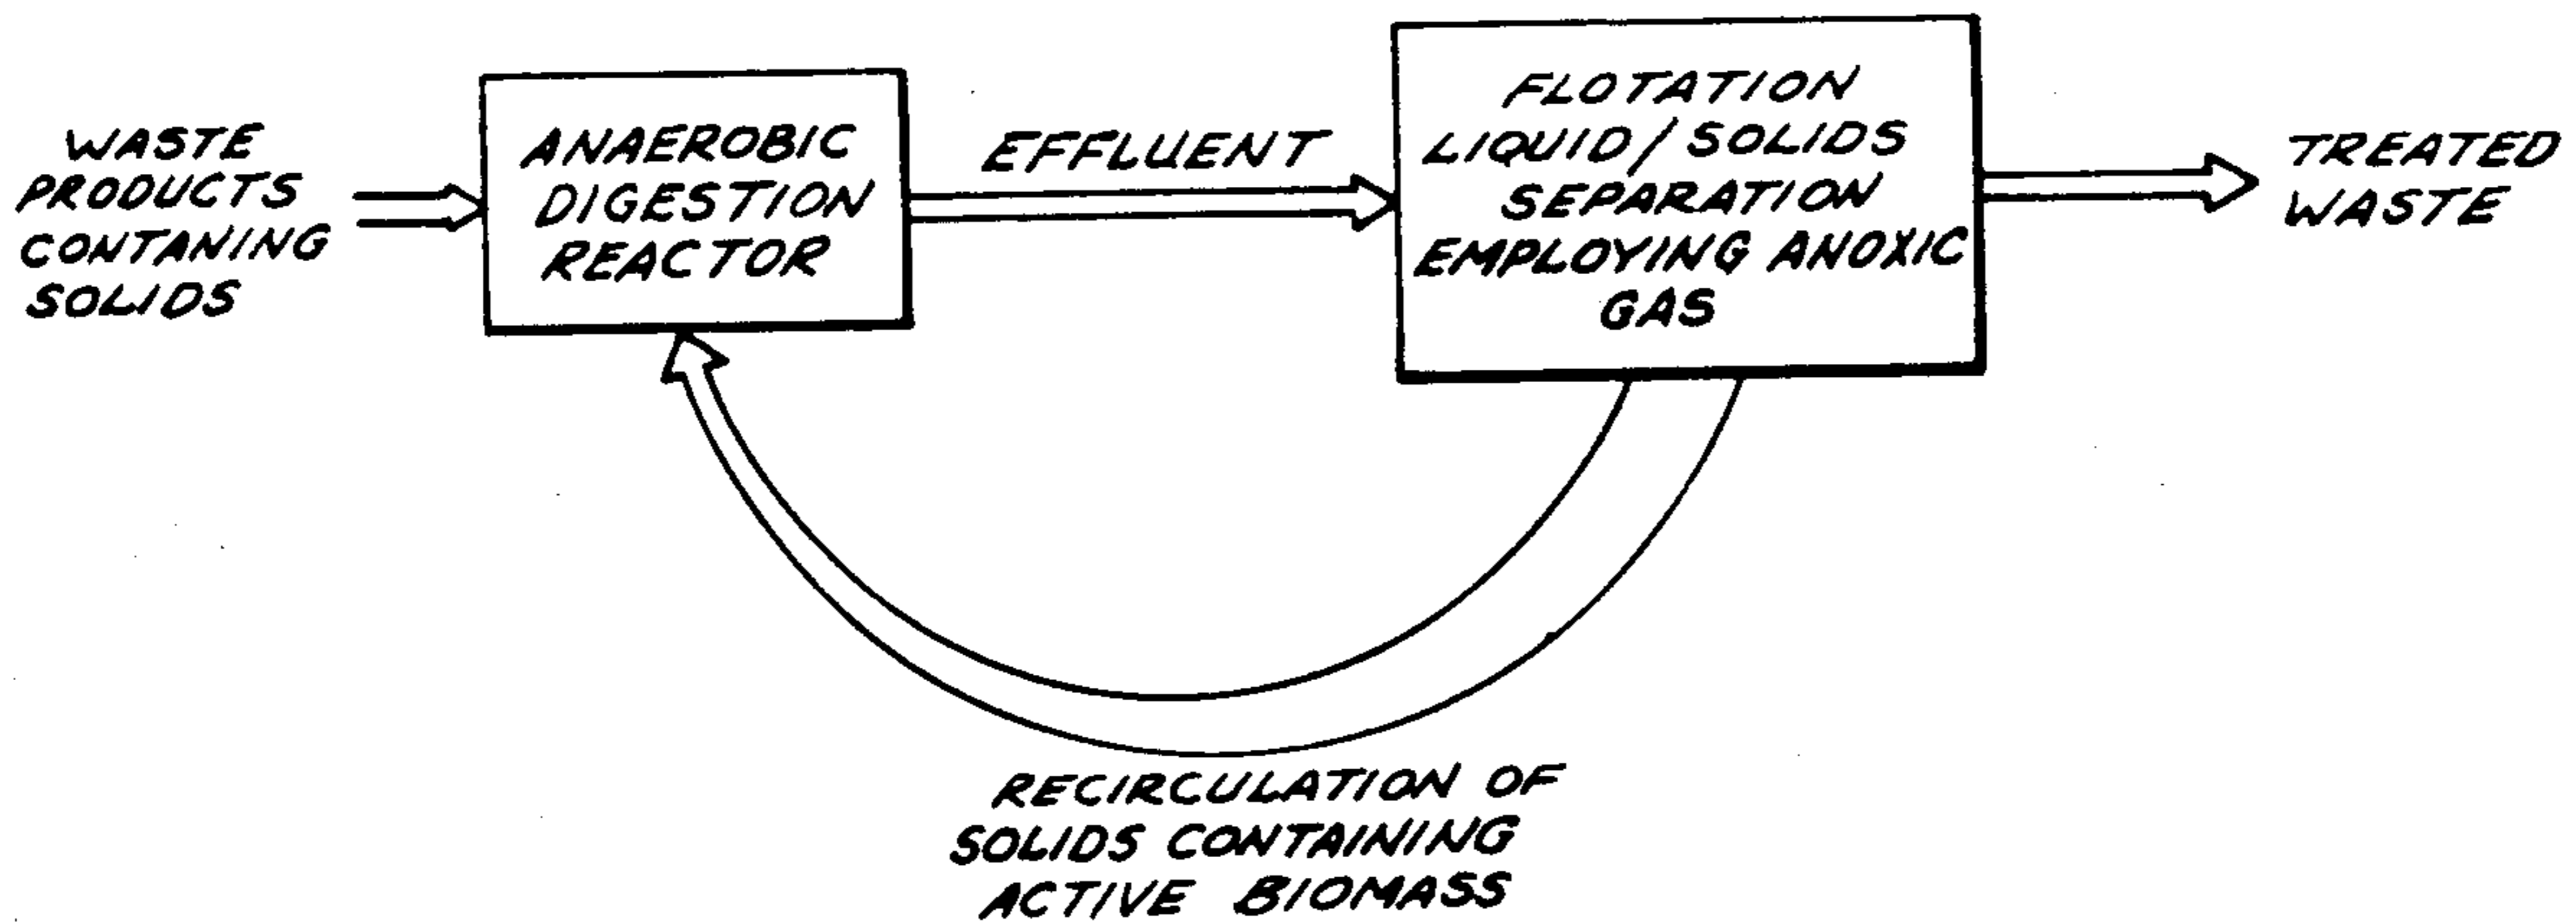 WASTE
PRODUCTS
CONTANING
SOLIDS
ANAEROBIC
DIGESTION
REACTOR
EFFLUENT
FLOTATION
LIQUID/SOLIDS
SEPARATION
EMPLOYING ANOXIC
GAS
TREATED
WASTE
RECIRCULATION OF
SOLIDS CONTAINING
ACTIVE BIOMASS